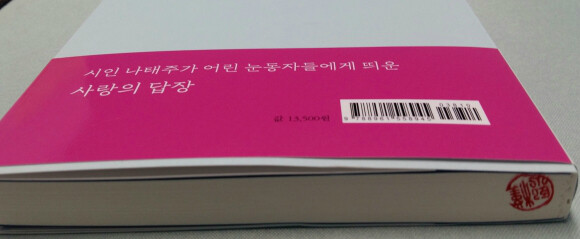 시인 나태주가 어린 눈동자들에게 띄운
사랑의 답장
값 13,500원
03810